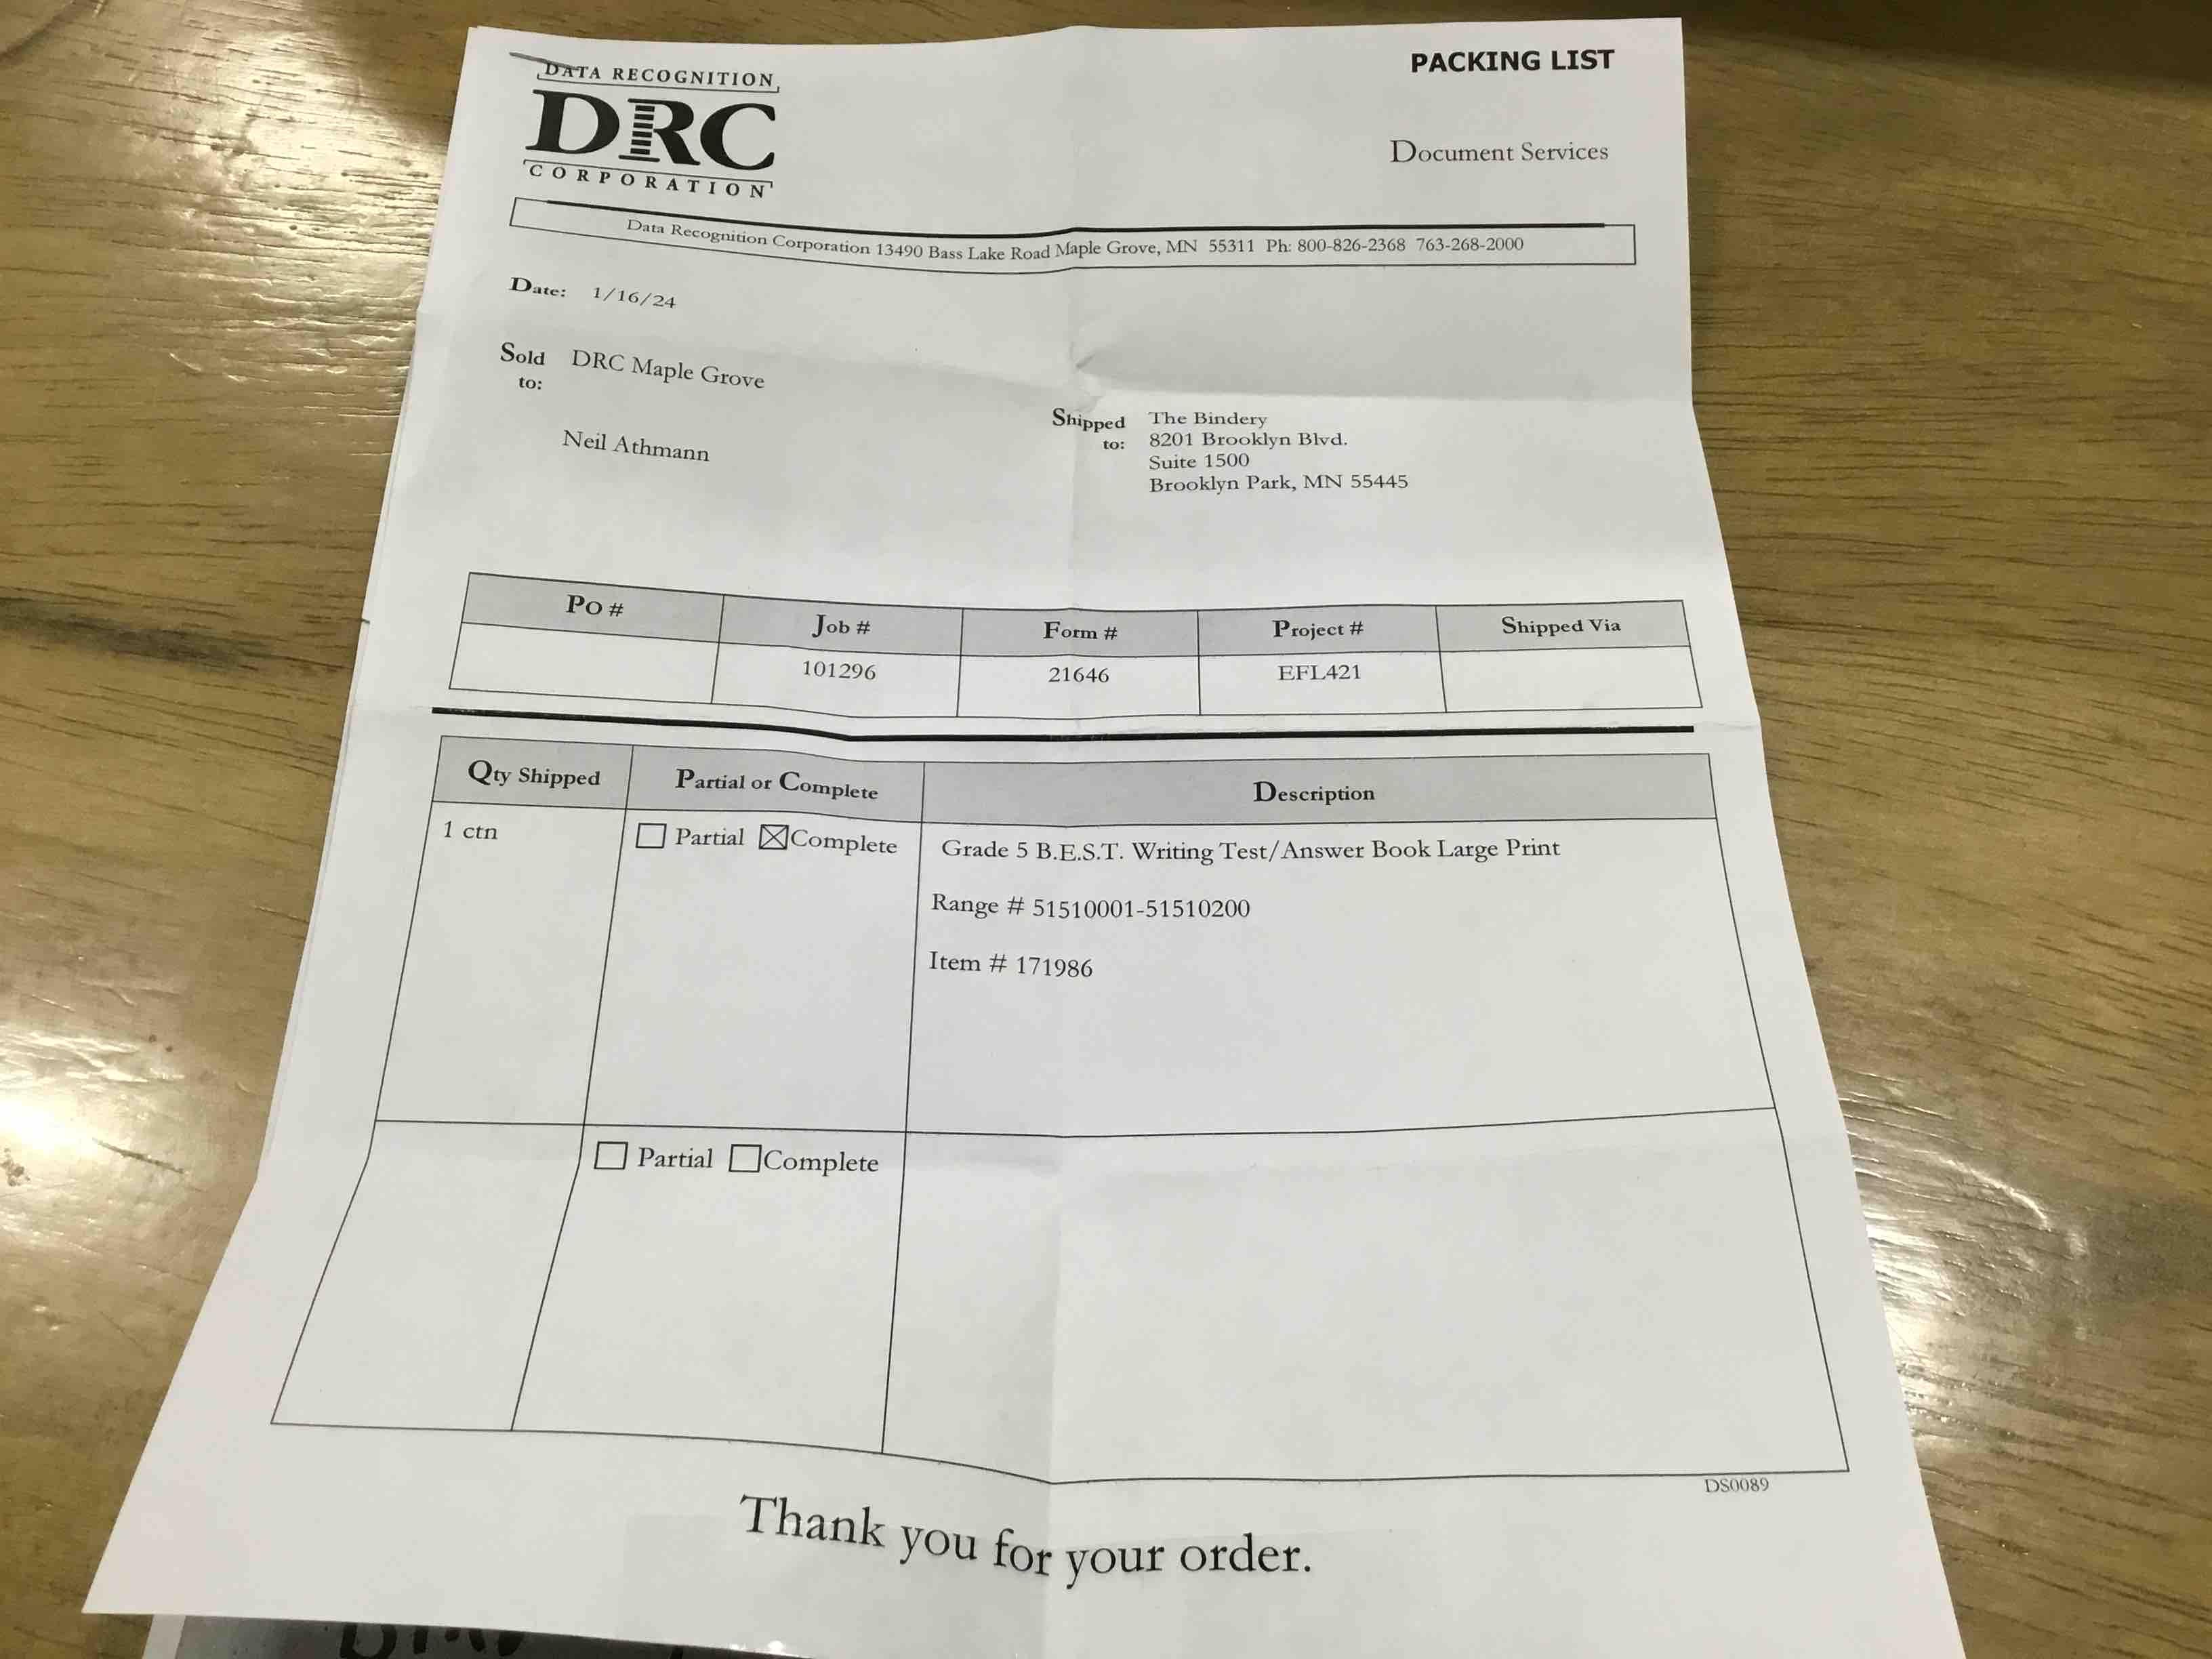 DATA RECOGNITION
DRC
CORPORATION
PACKING LIST
Document Services
Data Recognition Corporation 13490 Bass Lake Road Maple Grove, MN 55311 Ph: 800-826-2368 763-268-2000
Date: 1/16/24
Sold to: DRC Maple Grove
Neil Athmann
Shipped to: The Bindery
8201 Brooklyn Blvd.
Suite 1500
Brooklyn Park, MN 55445
PO # Job # Form # Project # Shipped Via
101296 21646 EFL421
Qty Shipped Partial or Complete Description
1 ctn Partial Complete Grade 5 B.E.S.T. Writing Test/Answer Book Large Print
Range # 51510001-51510200
Item # 171986
Partial Complete
DS0089
Thank you for your order.